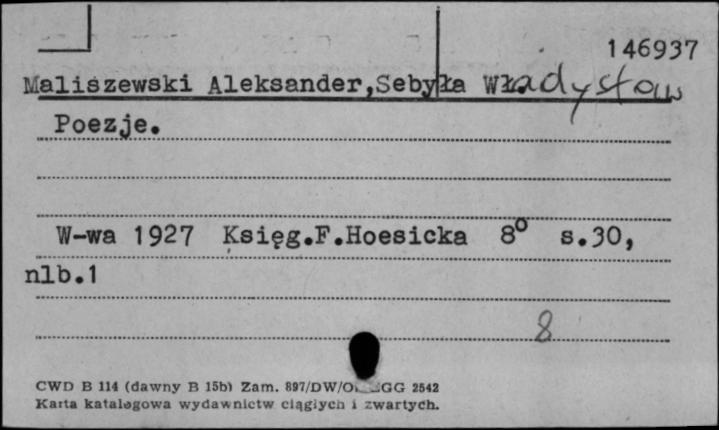 146937
Maliszewski Aleksander,Sebyła Władysław
Poezje.
W-wa 1927 Księg.F.Hoesicka 8° s.30,
nlb.1
8
CWD B 114 (dawny B 15b) Zam. 897/DW/O GG 2542
Karta katalogowa wydawnictw ciągłych i zwartych.